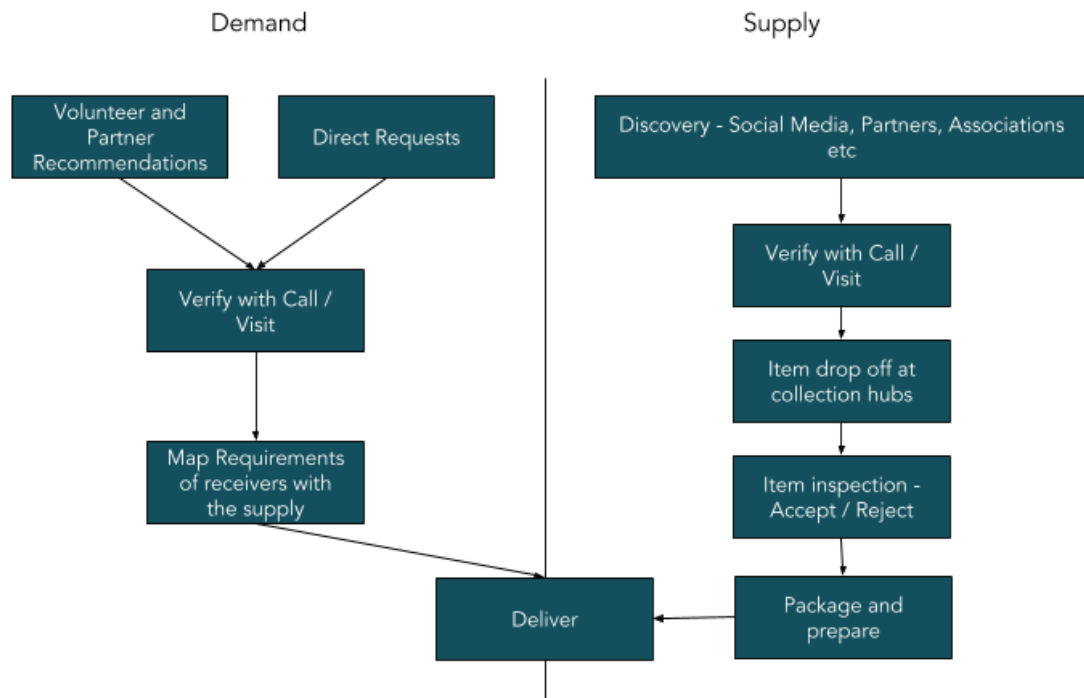 Demand
Supply
Volunteer and
Partner
Recommendations
Direct Requests
Discovery - Social Media, Partners, Associations
etc
Verify with Call /
Visit
Verify with Call /
Visit
Item drop off at
collection hubs
Map Requirements
of receivers with
the supply
Item inspection -
Accept / Reject
Deliver
Package and
prepare